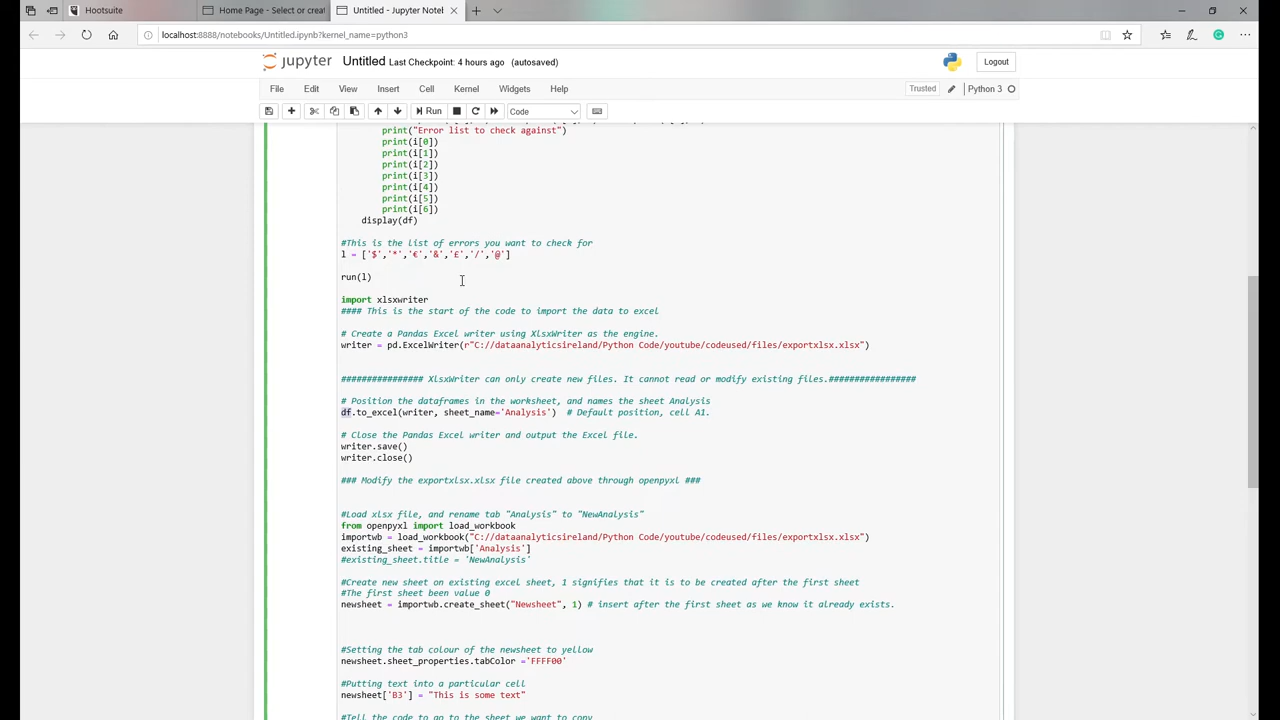 Hootsuite
Home Page - Select or creat
Untitled - Jupyter Notel
localhost:8888/notebooks/Untitled.ipynb?kernel_name=python3
jupyter Untitled Last Checkpoint: 4 hours ago (autosaved)
Logout
File Edit View Insert Cell Kernel Widgets Help
Trusted Python 3
Run Code
print("Error list to check against")
print(i[0])
print(i[1])
print(i[2])
print(i[3])
print(i[4])
print(i[5])
print(i[6])
display(df)
#This is the list of errors you want to check for
l = ['$','*','€','&','£','/','@']
run(l)
import xlsxwriter
#### This is the start of the code to import the data to excel
# Create a Pandas Excel writer using XlsxWriter as the engine.
writer = pd.ExcelWriter(r"C://dataanalyticsireland/Python Code/youtube/codeused/files/exportxlsx.xlsx")
################ XlsxWriter can only create new files. It cannot read or modify existing files.#################
# Position the dataframes in the worksheet, and names the sheet Analysis
df.to_excel(writer, sheet_name='Analysis') # Default position, cell A1.
# Close the Pandas Excel writer and output the Excel file.
writer.save()
writer.close()
### Modify the exportxlsx.xlsx file created above through openpyxl ###
#Load xlsx file, and rename tab "Analysis" to "NewAnalysis"
from openpyxl import load_workbook
importwb = load_workbook("C://dataanalyticsireland/Python Code/youtube/codeused/files/exportxlsx.xlsx")
existing_sheet = importwb['Analysis']
#existing_sheet.title = 'NewAnalysis'
#Create new sheet on existing excel sheet, 1 signifies that it is to be created after the first sheet
#The first sheet been value 0
newsheet = importwb.create_sheet("Newsheet", 1) # insert after the first sheet as we know it already exists.
#Setting the tab colour of the newsheet to yellow
newsheet.sheet_properties.tabColor ='FFFF00'
#Putting text into a particular cell
newsheet['B3'] = "This is some text"
#Tell the code to go to the sheet we want to copy